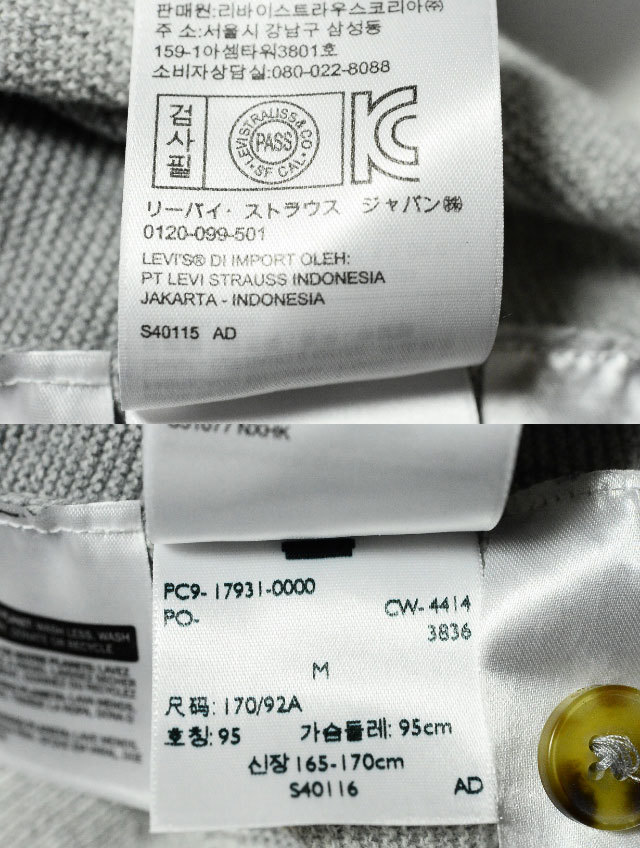 판매원:리바이스트라우스코리아㈜
주 소:서울시 강남구 삼성동
159-1아셈타워3801호
소비자상담실:080-022-8088
검사필
LEVI STRAUSS & CO
PASS
SF CAL
リーバイ・ストラウス ジャパン㈱
0120-099-501
LEVI'S® DI IMPORT OLEH:
PT LEVI STRAUSS INDONESIA
JAKARTA - INDONESIA
S40115 AD
PC9- 17931-0000
PO-
CW- 4414
3836
M
尺码: 170/92A
호칭: 95 가슴둘레: 95cm
신장 165-170cm
S40116 AD